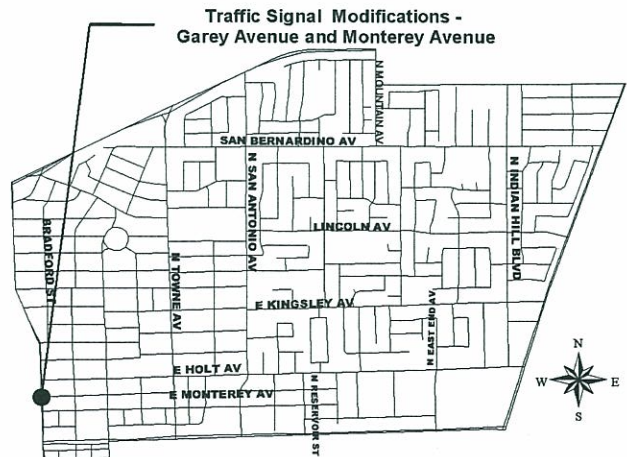 Traffic Signal Modifications -
Garey Avenue and Monterey Avenue
N MOUNTAIN AV
SAN BERNARDINO AV
N SAN ANTONIO AV
N INDIAN HILL BLVD
BRADFORD ST
LINCOLN AV
N TOWNE AV
E KINGSLEY AV
N EAST END AV
E HOLT AV
E MONTEREY AV
N RESERVOIR ST
N
W
E
S